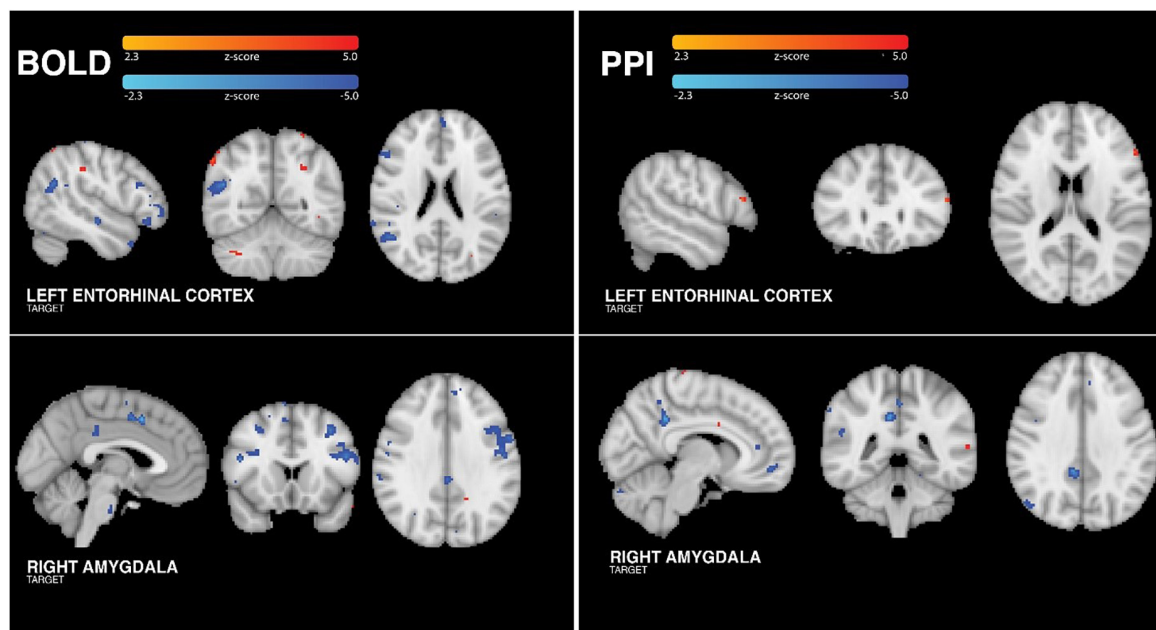 BOLD
2.3 z-score 5.0
-2.3 z-score -5.0
LEFT ENTORHINAL CORTEX
TARGET
PPI
2.3 z-score 5.0
-2.3 z-score -5.0
LEFT ENTORHINAL CORTEX
TARGET
RIGHT AMYGDALA
TARGET
RIGHT AMYGDALA
TARGET